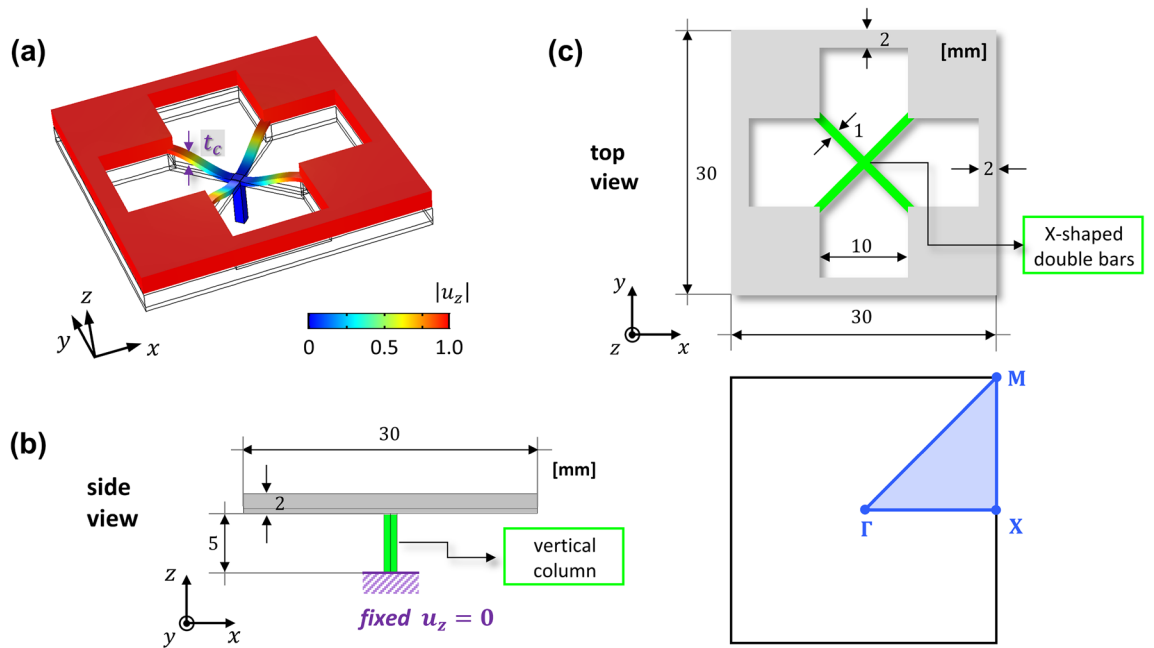 (a)
t_c
z
y
x
|u_z|
0
0.5
1.0
(b)
side
view
30
[mm]
2
5
vertical
column
z
y
x
fixed u_z = 0
(c)
top
view
2
[mm]
1
30
2
10
X-shaped
double bars
y
z
x
30
M
Γ
X